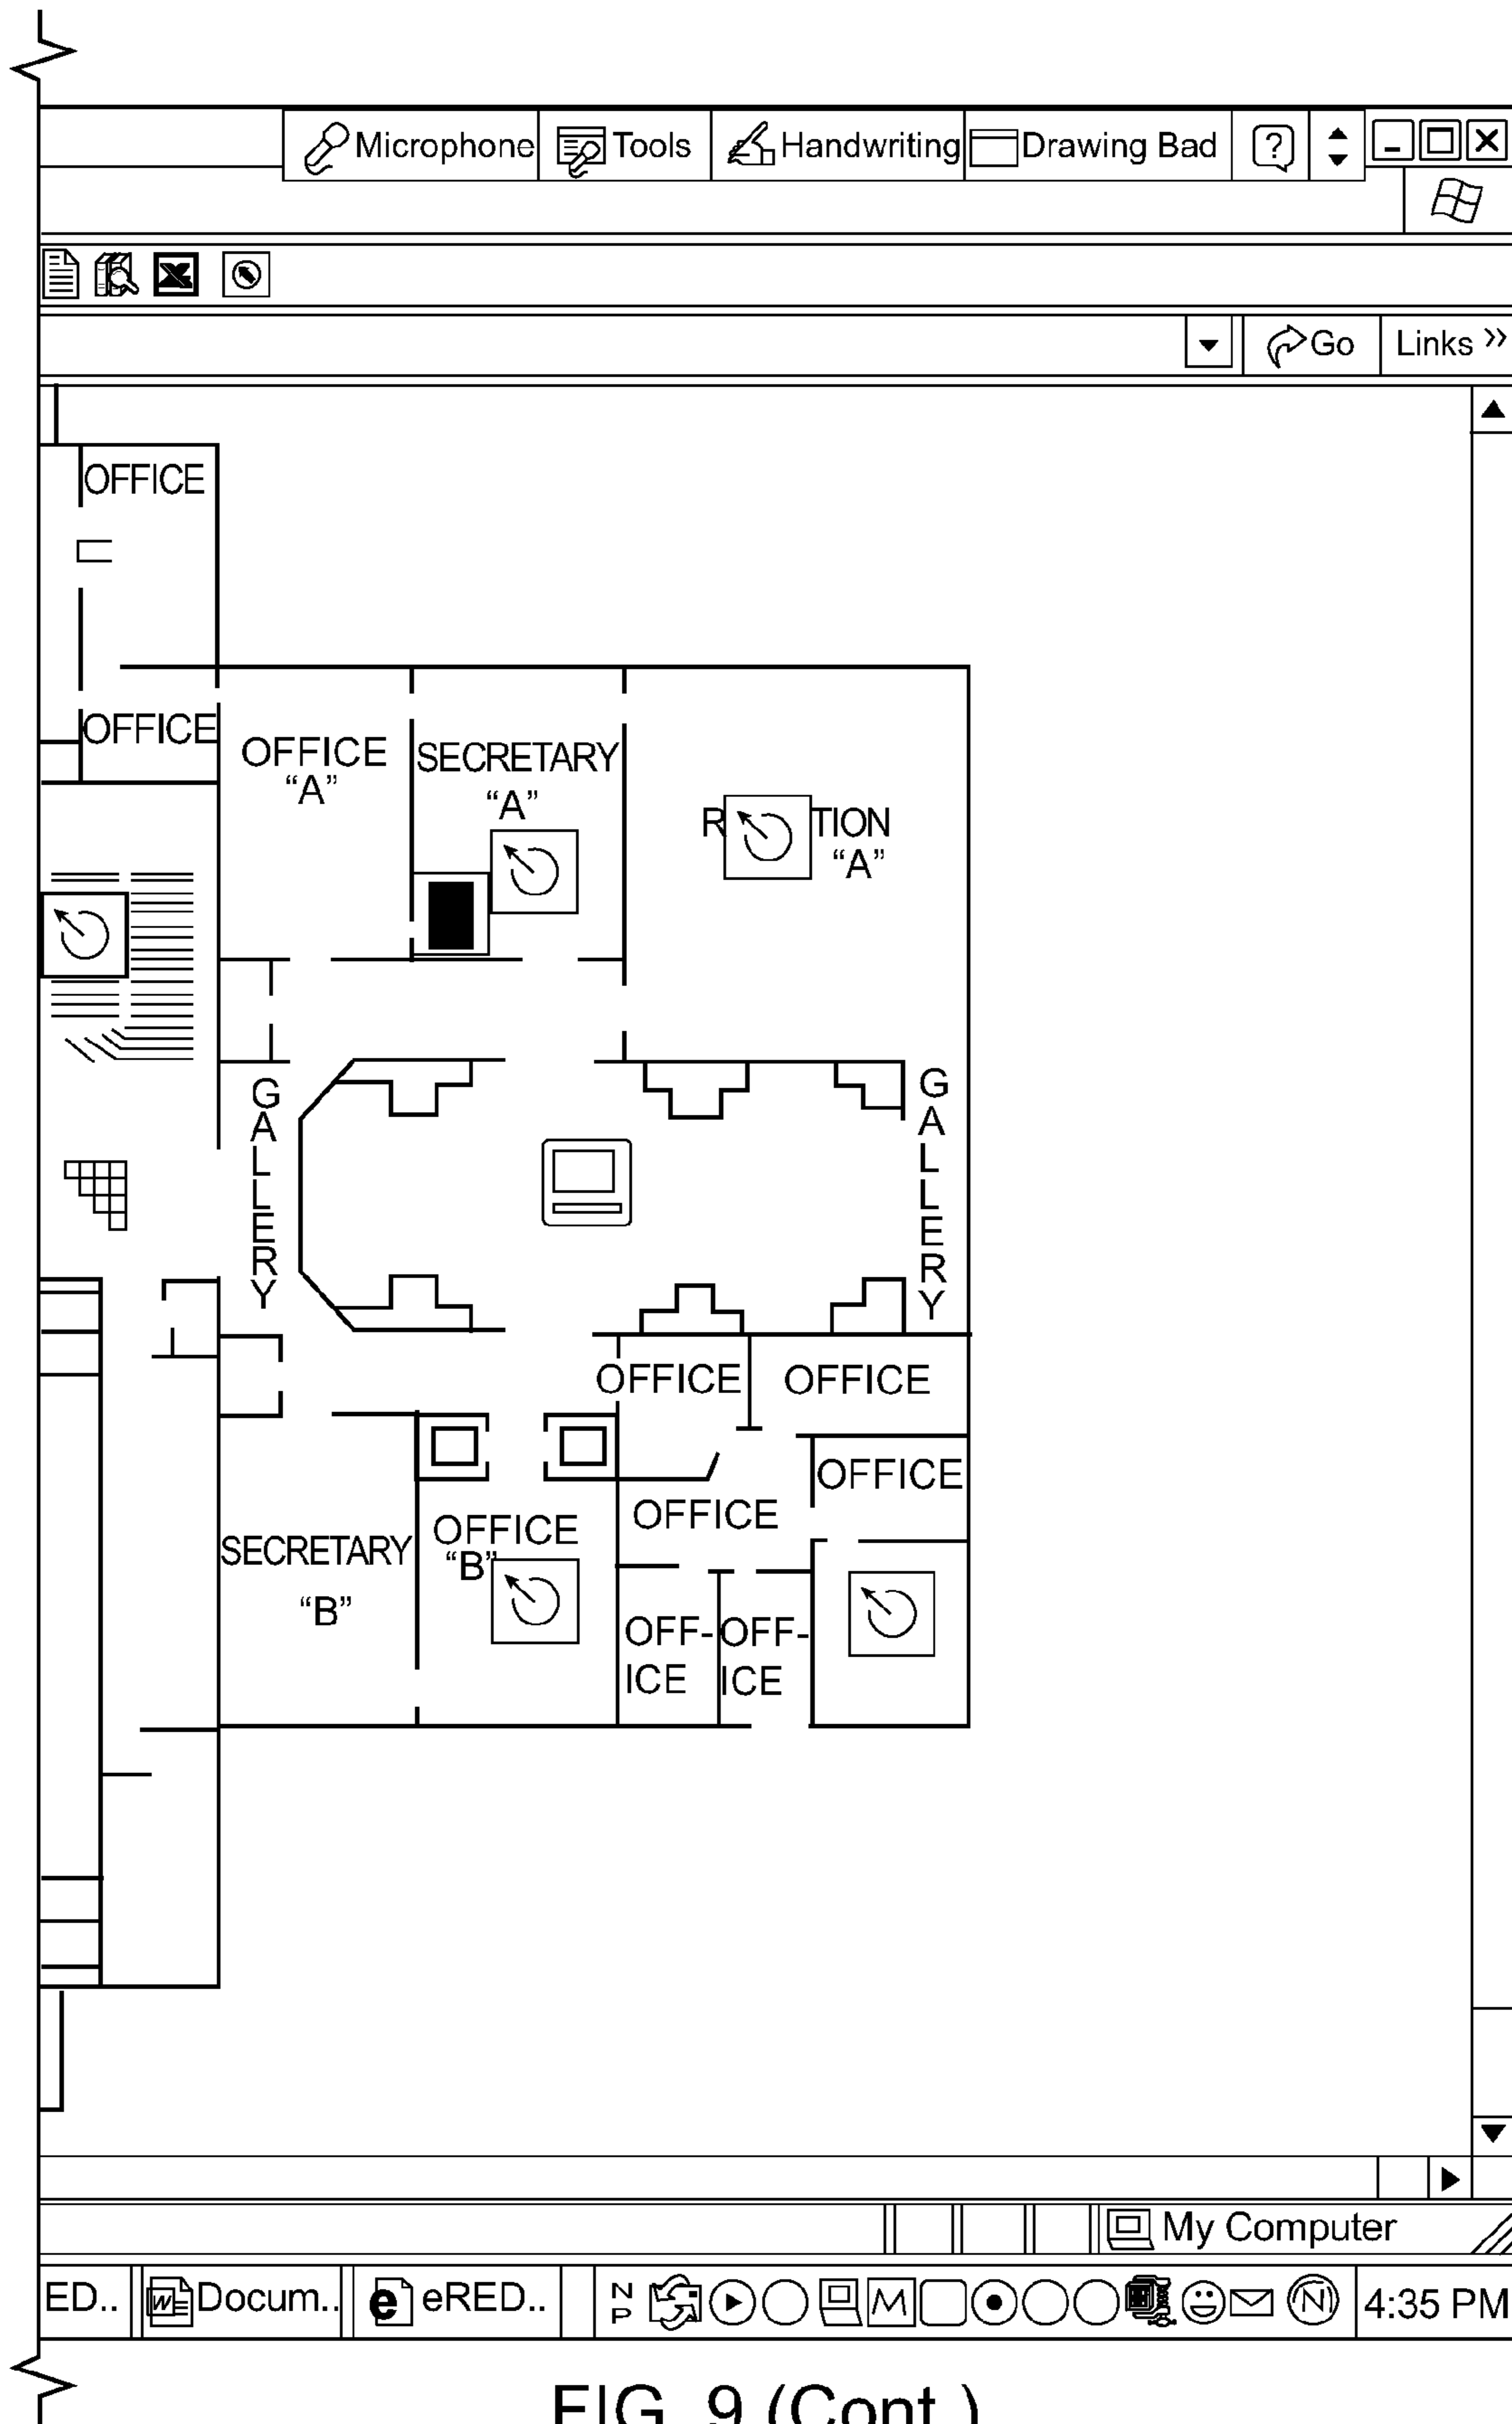 Microphone Tools Handwriting Drawing Bad ?
Go Links »
OFFICE
OFFICE
OFFICE
"A"
SECRETARY
"A"
R TION
"A"
GALLERY
GALLERY
OFFICE
OFFICE
OFFICE
OFFICE
SECRETARY
"B"
OFFICE
"B"
OFF-
ICE
OFF-
ICE
My Computer
ED.. W Docum.. e eRED.. N P M N 4:35 PM
FIG. 9 (Cont.)